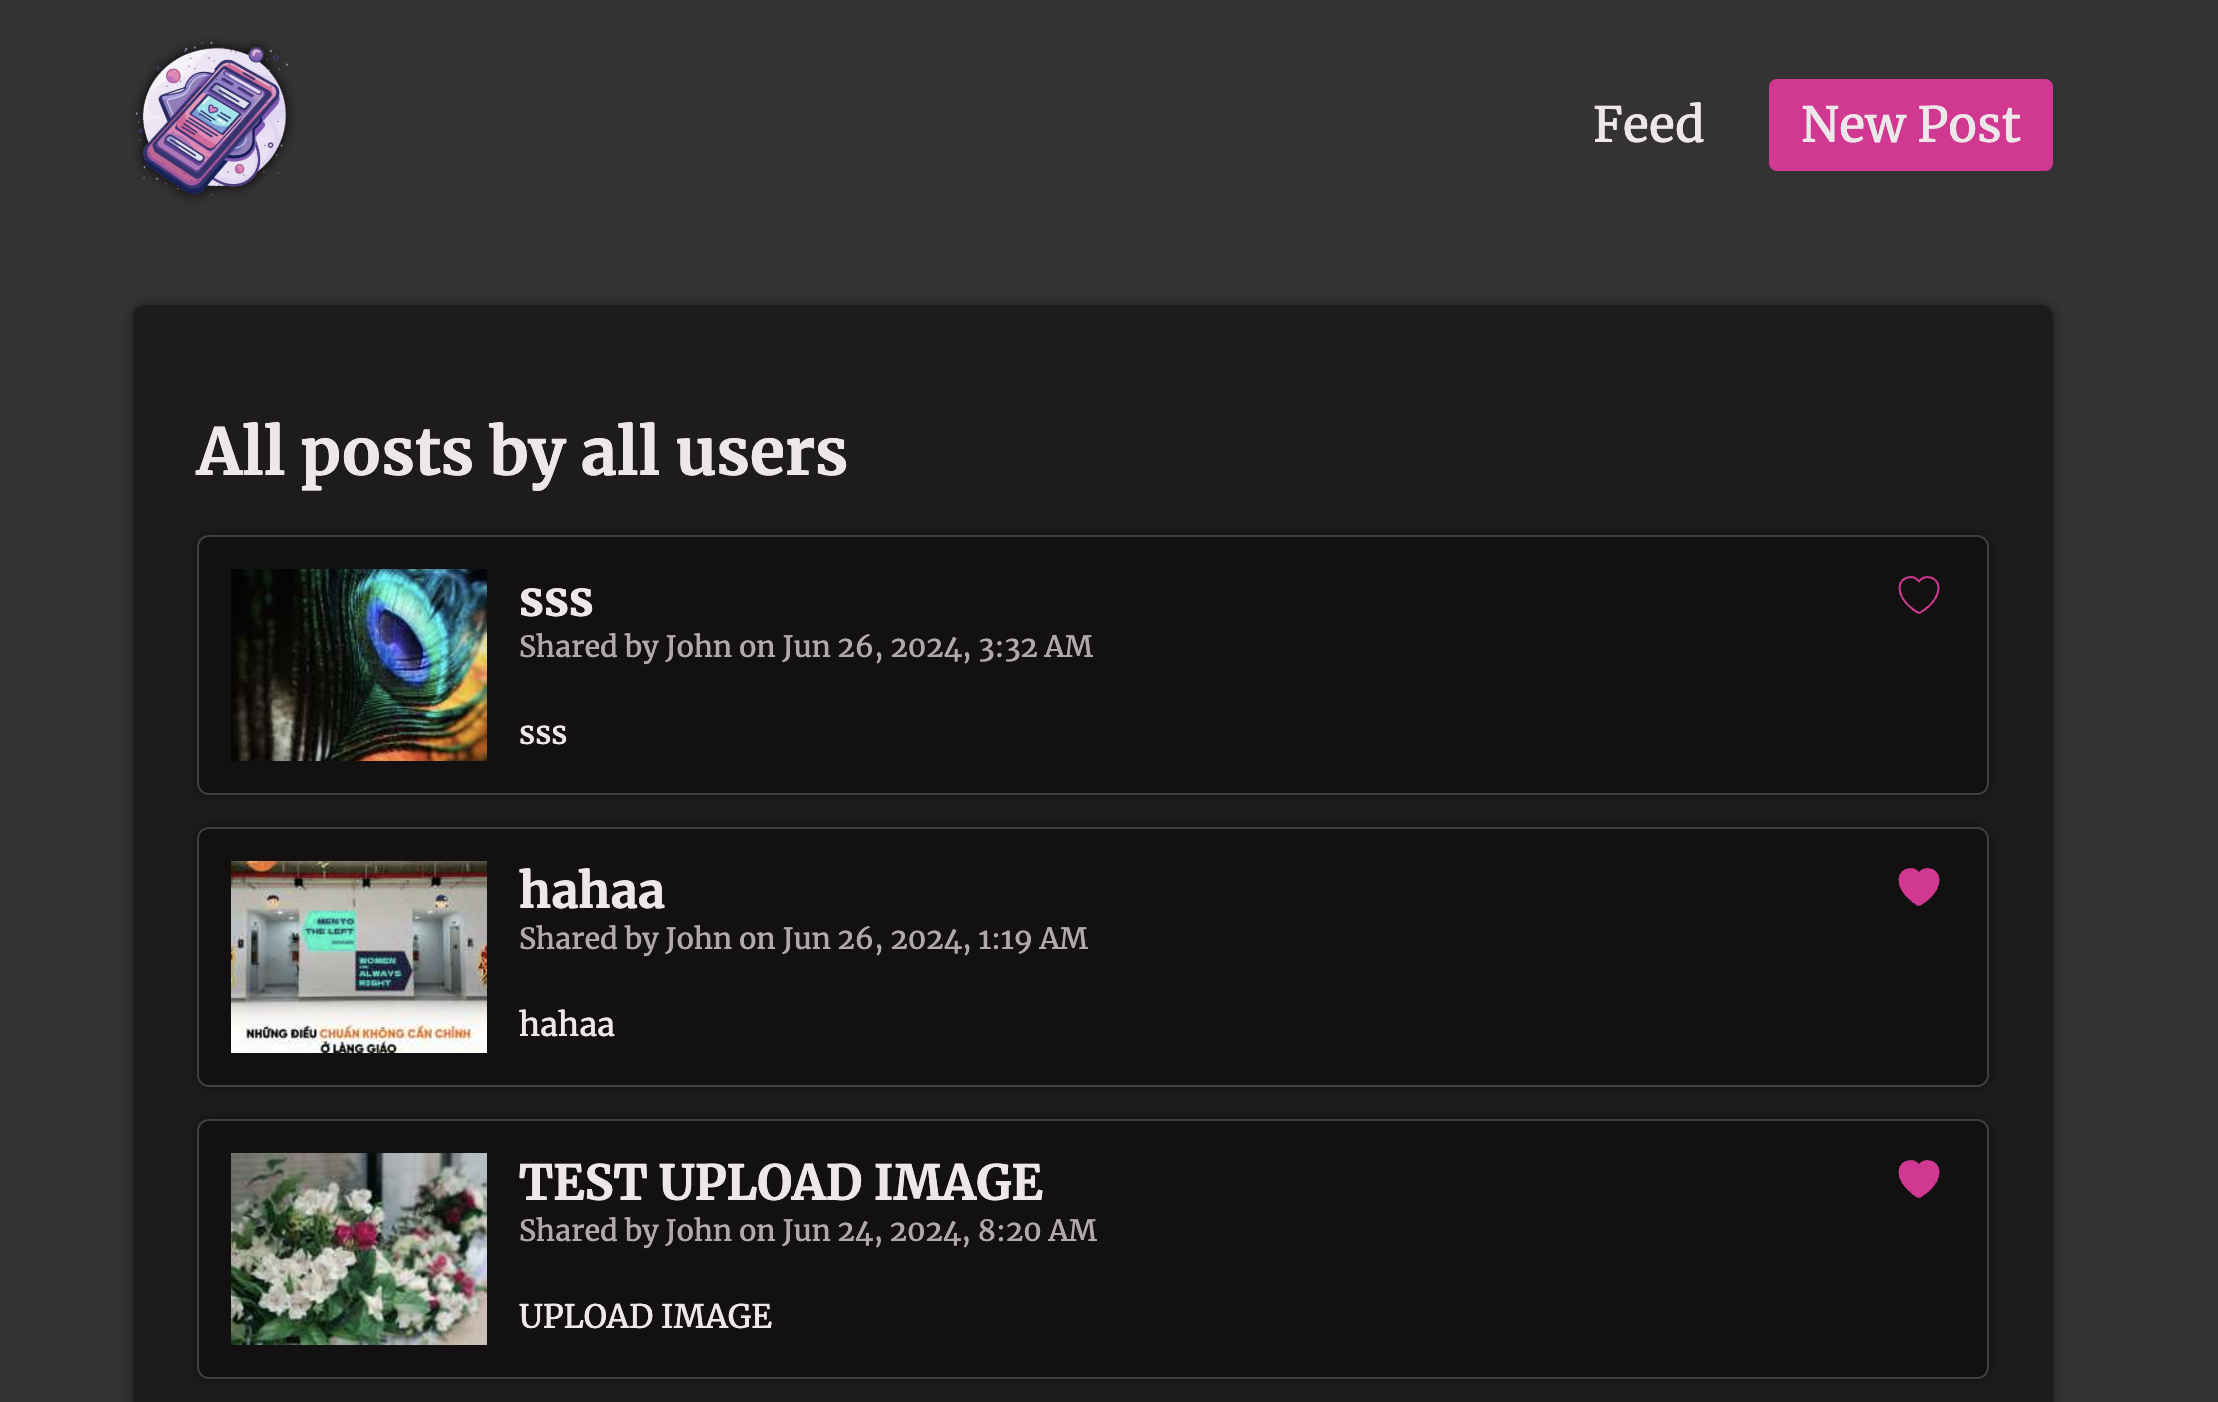 Feed
New Post
All posts by all users
sss
Shared by John on Jun 26, 2024, 3:32 AM
sss
hahaa
Shared by John on Jun 26, 2024, 1:19 AM
MEN TO
THE LEFT
WOMEN
ALWAYS
RIGHT
NHỮNG ĐIỀU CHUẨN KHÔNG CẦN CHỈNH
Ở LÀNG GIÁO
hahaa
TEST UPLOAD IMAGE
Shared by John on Jun 24, 2024, 8:20 AM
UPLOAD IMAGE